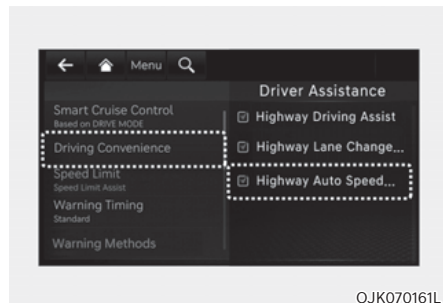 Menu
Driver Assistance
Smart Cruise Control
Based on DRIVE MODE
Driving Convenience
Speed Limit
Speed Limit Assist
Warning Timing
Standard
Warning Methods
Highway Driving Assist
Highway Lane Change...
Highway Auto Speed...
OJK070161L